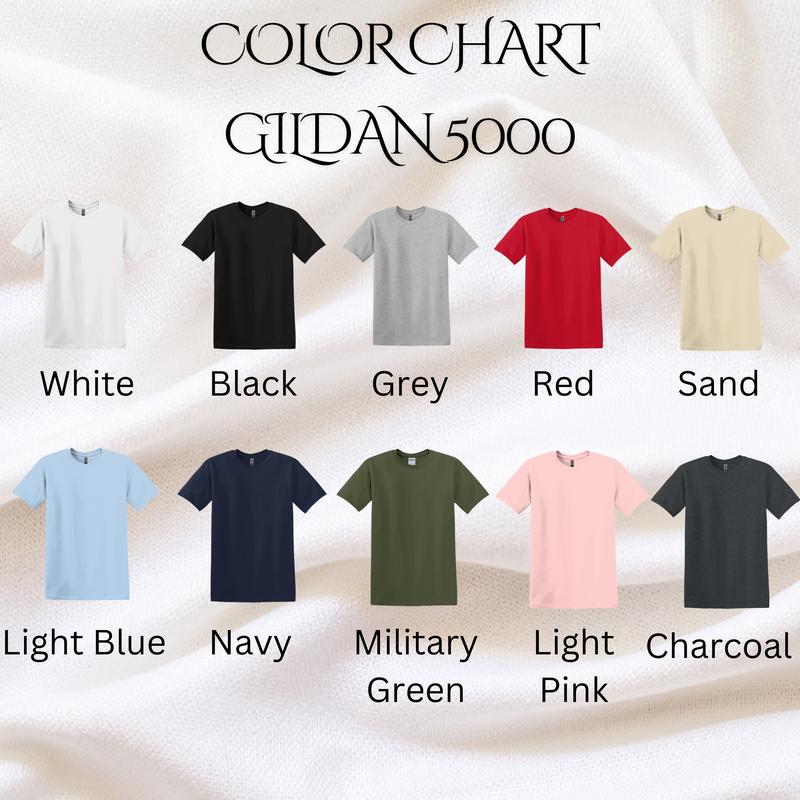 COLOR CHART
GILDAN 5000
White
Black
Grey
Red
Sand
Light Blue
Navy
Military
Green
Light
Pink
Charcoal